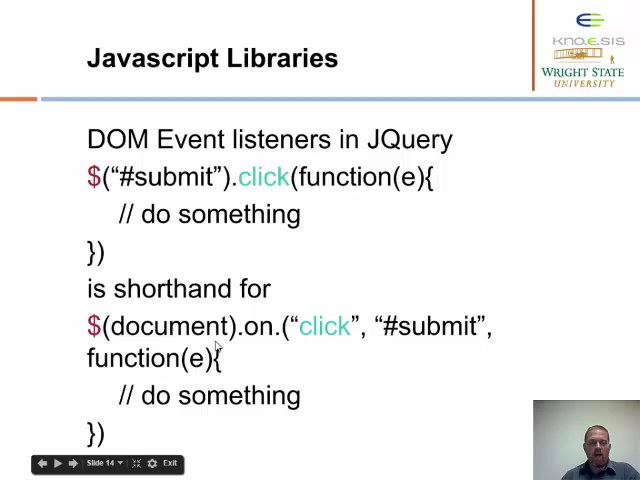 Javascript Libraries
kno.e.sis
WRIGHT STATE
UNIVERSITY
DOM Event listeners in JQuery
$(“#submit”).click(function(e){
// do something
})
is shorthand for
$(document).on.(“click”, “#submit”,
function(e){
// do something
})
Slide 14
Exit